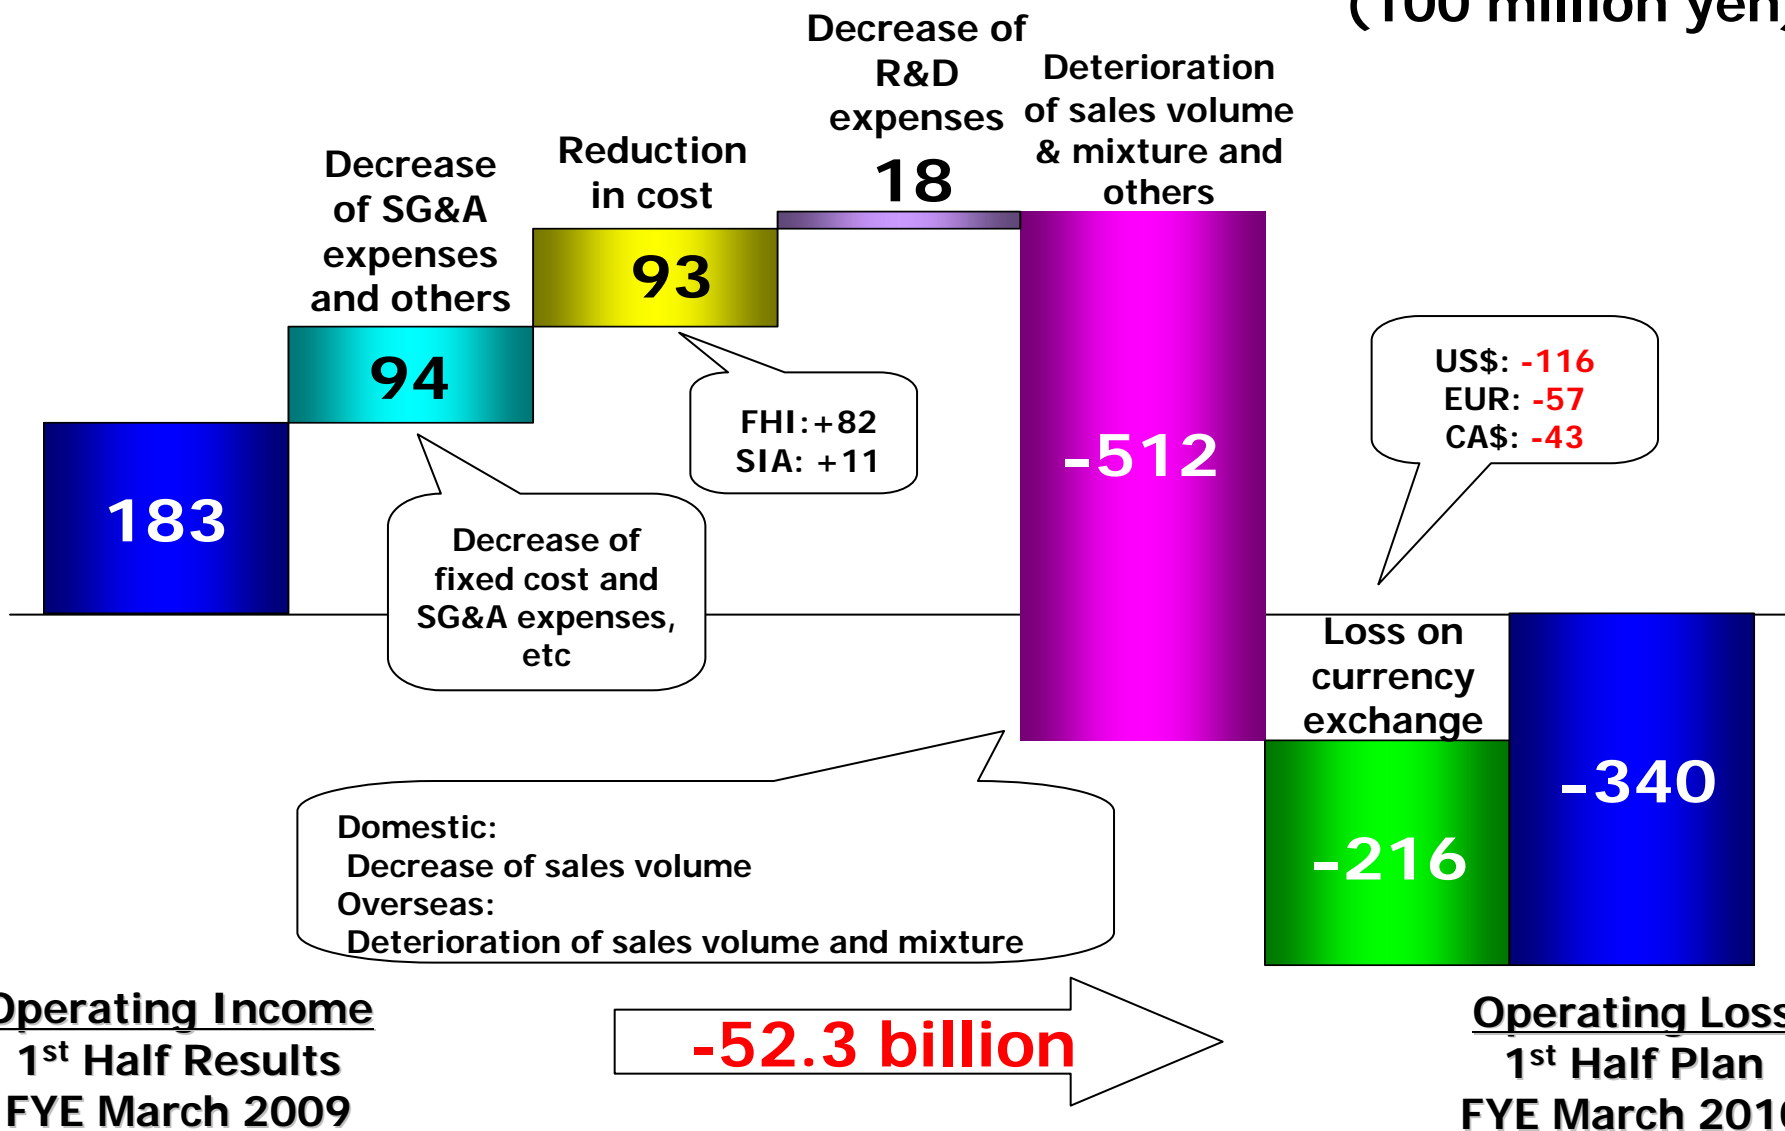 (100 million yen)
Decrease of
R&D
expenses
18
Deterioration
of sales volume
& mixture and
others
Reduction
in cost
Decrease
of SG&A
expenses
and others
93
94
183
-512
FHI:+82
SIA: +11
US$: -116
EUR: -57
CA$: -43
Decrease of
fixed cost and
SG&A expenses,
etc
Loss on
currency
exchange
-340
-216
Domestic:
Decrease of sales volume
Overseas:
Deterioration of sales volume and mixture
Operating Income
1st Half Results
FYE March 2009
-52.3 billion
Operating Loss
1st Half Plan
FYE March 2010